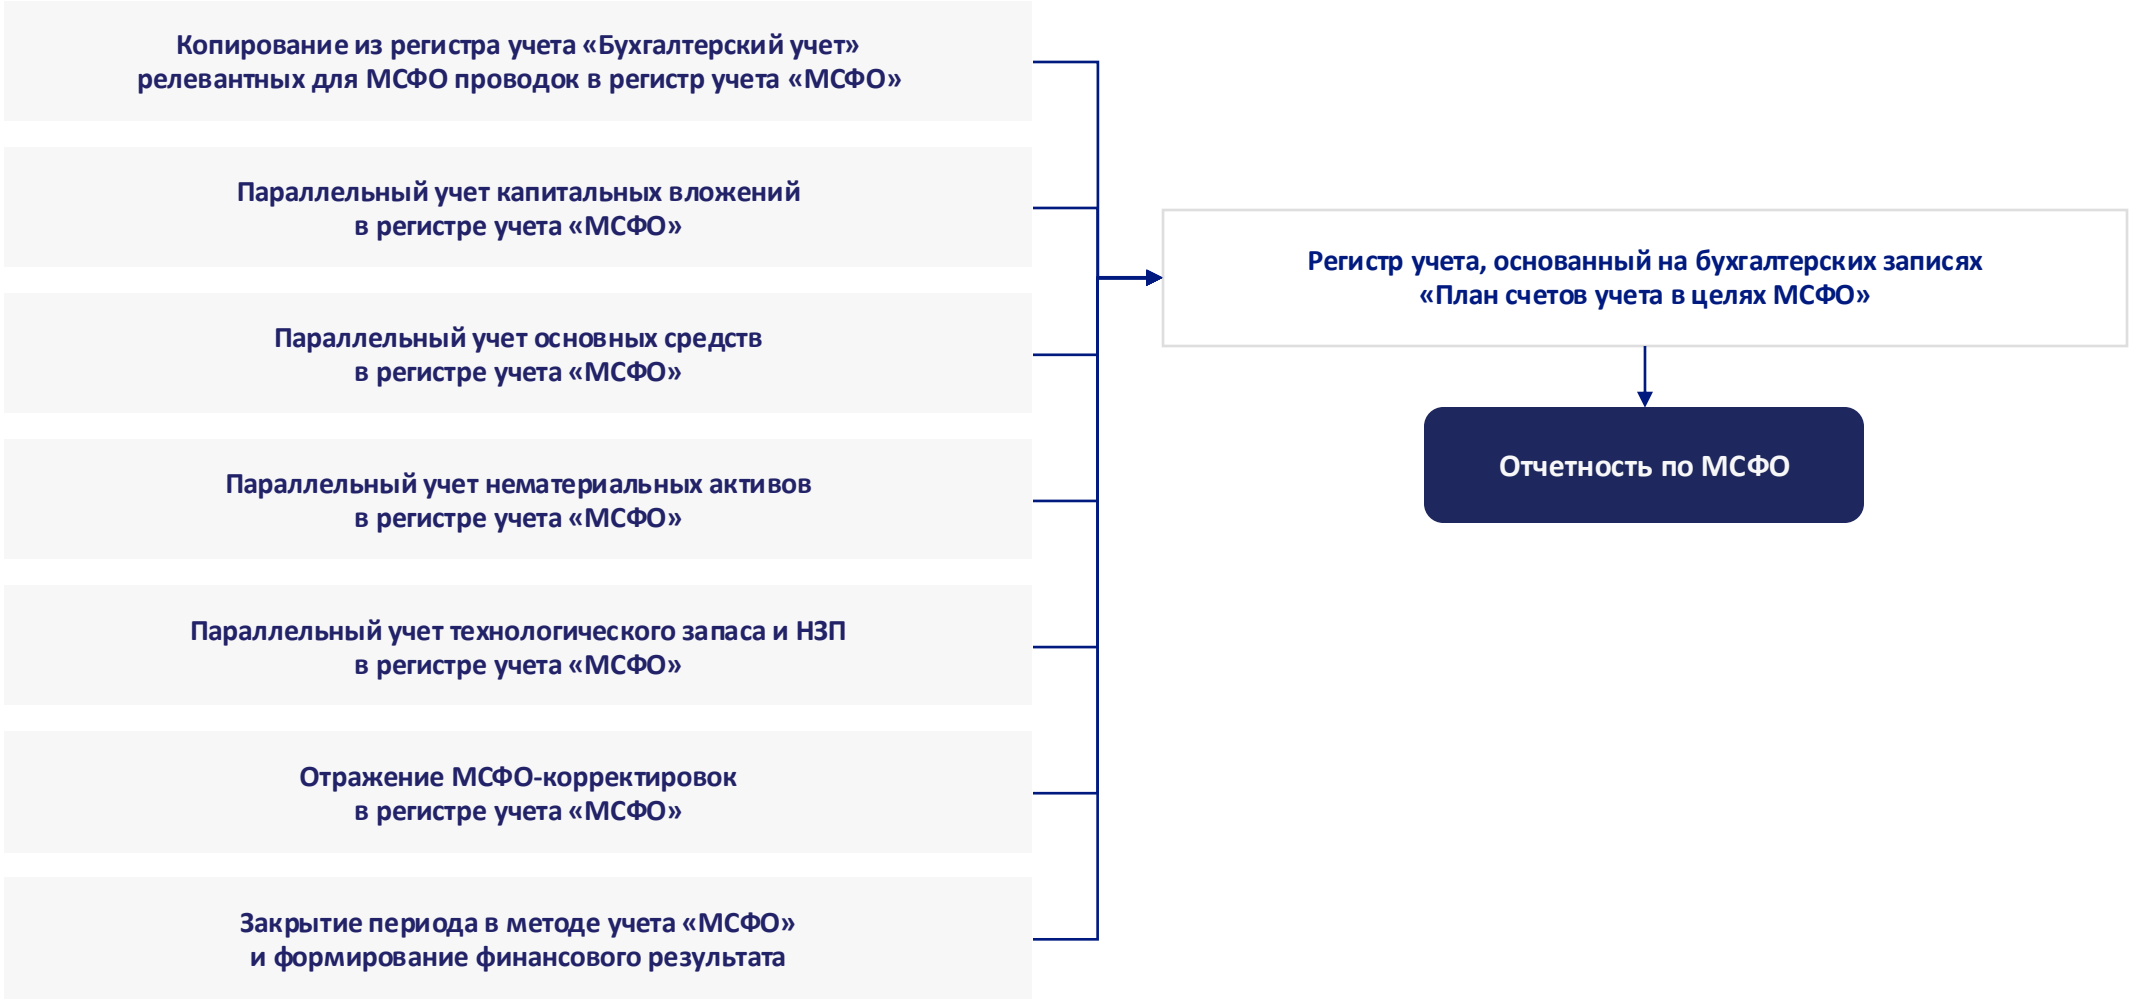 Копирование из регистра учета «Бухгалтерский учет»
релевантных для МСФО проводок в регистр учета «МСФО»
Параллельный учет капитальных вложений
в регистре учета «МСФО»
Параллельный учет основных средств
в регистре учета «МСФО»
Параллельный учет нематериальных активов
в регистре учета «МСФО»
Параллельный учет технологического запаса и НЗП
в регистре учета «МСФО»
Отражение МСФО-корректировок
в регистре учета «МСФО»
Закрытие периода в методе учета «МСФО»
и формирование финансового результата
Регистр учета, основанный на бухгалтерских записях
«План счетов учета в целях МСФО»
Отчетность по МСФО